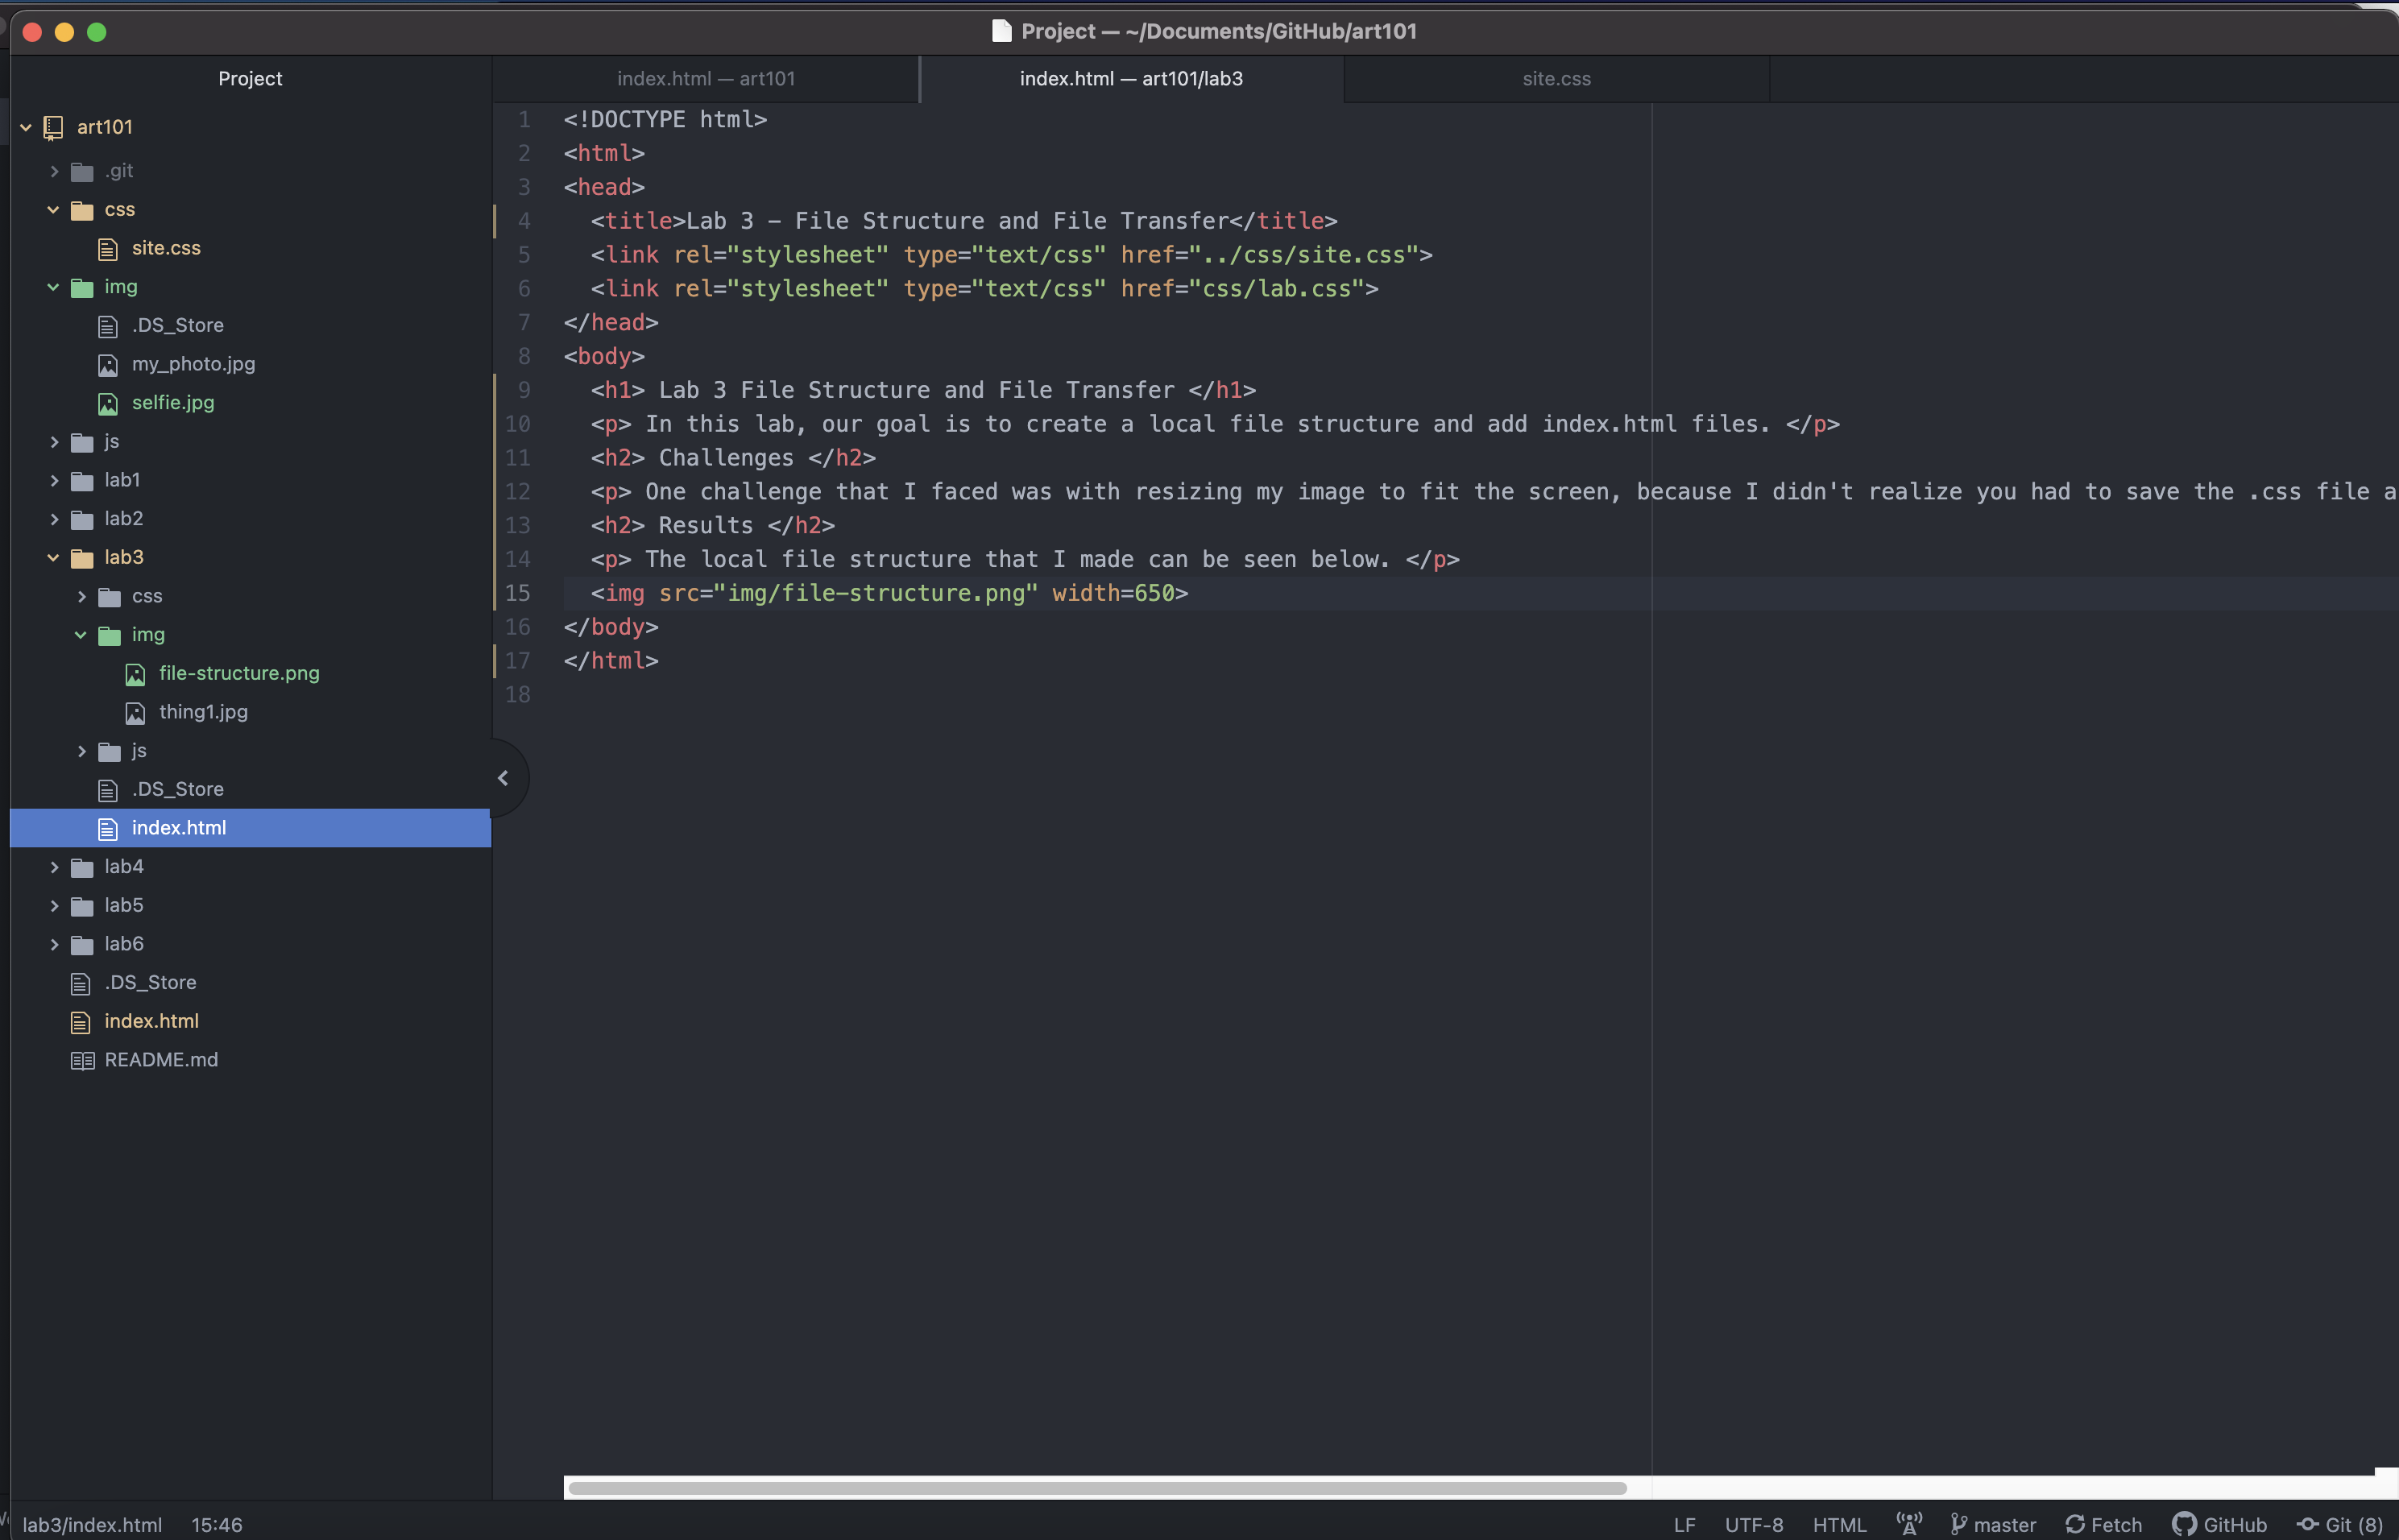 Project — ~/Documents/GitHub/art101
Project
index.html — art101
index.html — art101/lab3
site.css
art101
.git
css
site.css
img
.DS_Store
my_photo.jpg
selfie.jpg
js
lab1
lab2
lab3
css
img
file-structure.png
thing1.jpg
js
.DS_Store
index.html
lab4
lab5
lab6
.DS_Store
index.html
README.md
1 <!DOCTYPE html>
2 <html>
3 <head>
4 <title>Lab 3 - File Structure and File Transfer</title>
5 <link rel="stylesheet" type="text/css" href="../css/site.css">
6 <link rel="stylesheet" type="text/css" href="css/lab.css">
7 </head>
8 <body>
9 <h1> Lab 3 File Structure and File Transfer </h1>
10 <p> In this lab, our goal is to create a local file structure and add index.html files. </p>
11 <h2> Challenges </h2>
12 <p> One challenge that I faced was with resizing my image to fit the screen, because I didn't realize you had to save the .css file a
13 <h2> Results </h2>
14 <p> The local file structure that I made can be seen below. </p>
15 <img src="img/file-structure.png" width=650>
16 </body>
17 </html>
18
lab3/index.html 15:46
LF UTF-8 HTML master Fetch GitHub Git (8)